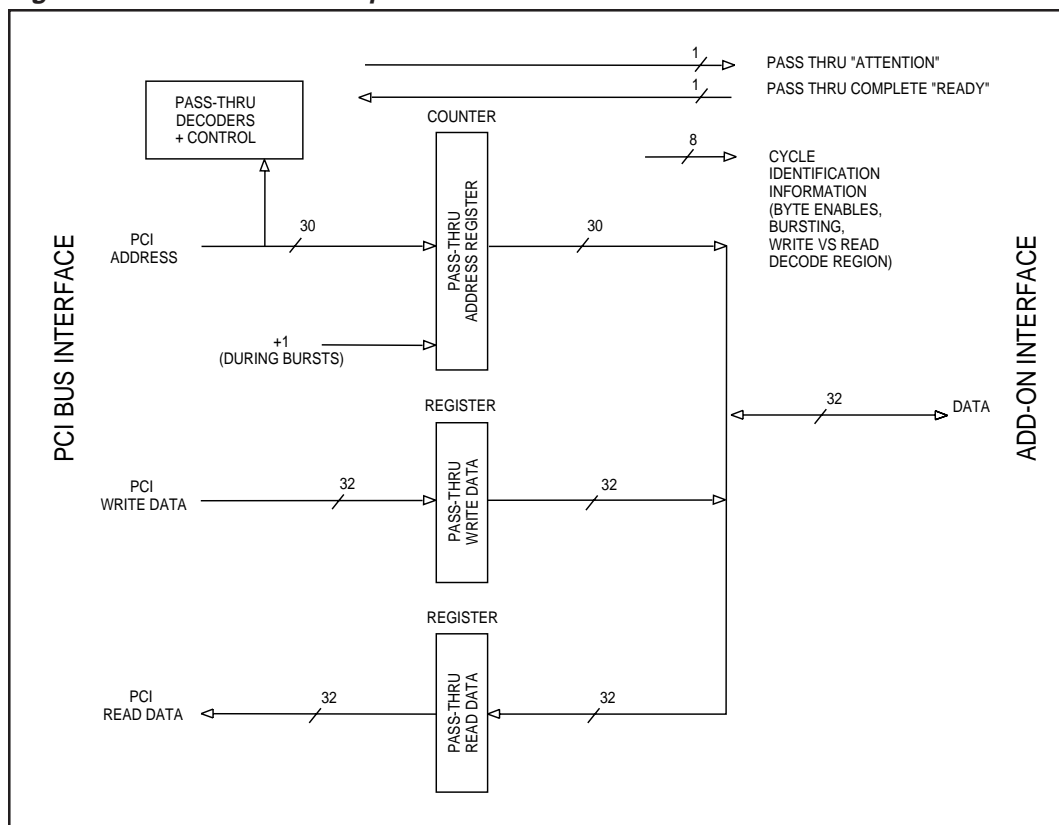 1
PASS THRU "ATTENTION"
1
PASS THRU COMPLETE "READY"
PASS-THRU
DECODERS
+ CONTROL
COUNTER
8
CYCLE
IDENTIFICATION
INFORMATION
(BYTE ENABLES,
BURSTING,
WRITE VS READ
DECODE REGION)
PCI
ADDRESS
30
PASS-THRU
ADDRESS REGISTER
30
+1
(DURING BURSTS)
PCI BUS INTERFACE
REGISTER
32
DATA
ADD-ON INTERFACE
PCI
WRITE DATA
32
PASS-THRU
WRITE DATA
32
REGISTER
PCI
READ DATA
32
PASS-THRU
READ DATA
32